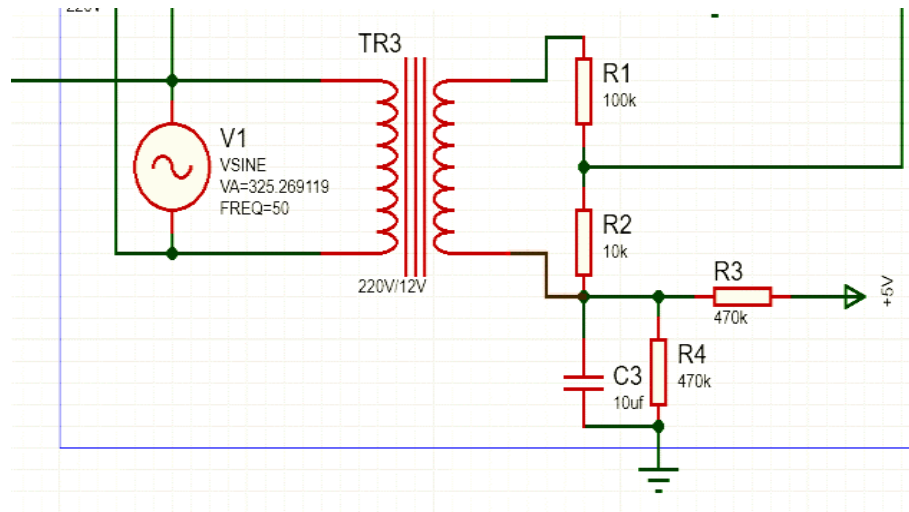 220V
TR3
V1
VSINE
VA=325.269119
FREQ=50
220V/12V
R1
100k
R2
10k
R3
470k
+5V
C3
10uf
R4
470k